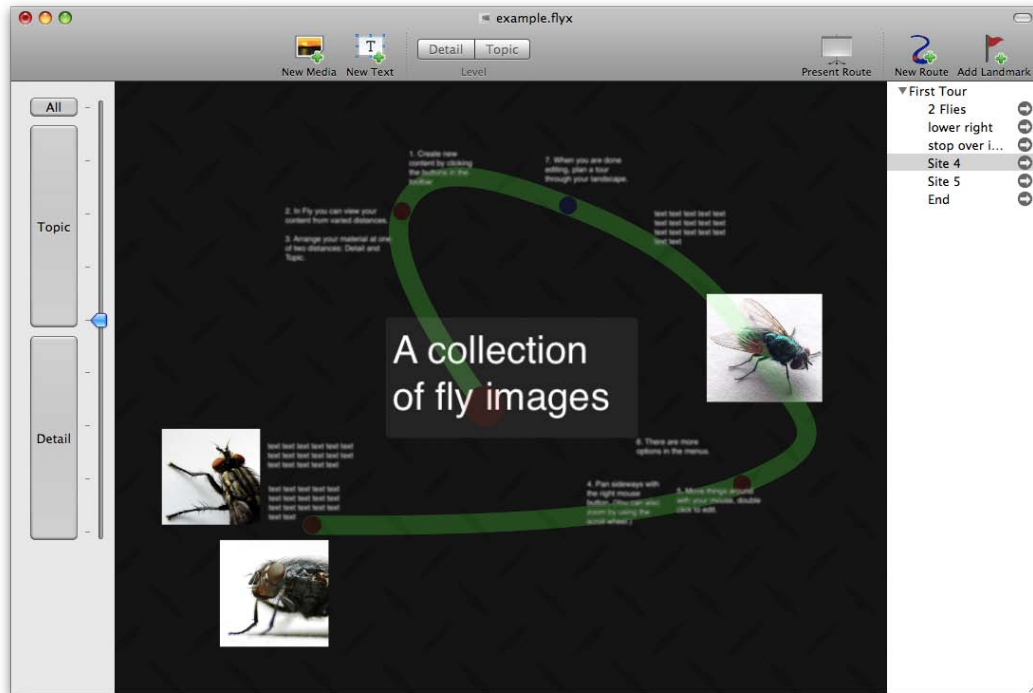 example.flyx
New Media New Text
Detail Topic
Level
Present Route
New Route Add Landmark
All
Topic
Detail
First Tour
2 Flies
lower right
stop over i...
Site 4
Site 5
End
1. Create new
content by clicking
the buttons in the
toolbar
7. When you are done
editing, plan a tour
through your landscape.
2. In Fly you can view your
content from varied distances.
3. Arrange your material at one
of two distances: Detail and
Topic.
text text text text text
text text text text text
text text text text text
text text
A collection
of fly images
6. There are more
options in the menus.
text text text text text text
text text text text text text
text text text text text
4. Pan sideways with
the right mouse
button. (You can also
zoom by using the
scroll wheel.)
5. Move things around
with your mouse, double
click to edit.
text text text text text
text text text text text
text text text text text
text text